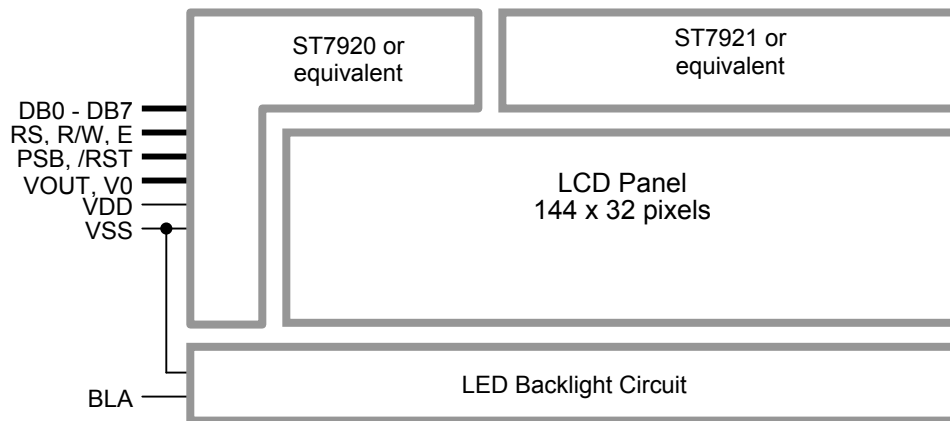 ST7920 or
equivalent
ST7921 or
equivalent
DB0 - DB7
RS, R/W, E
PSB, /RST
VOUT, V0
VDD
VSS
LCD Panel
144 x 32 pixels
LED Backlight Circuit
BLA